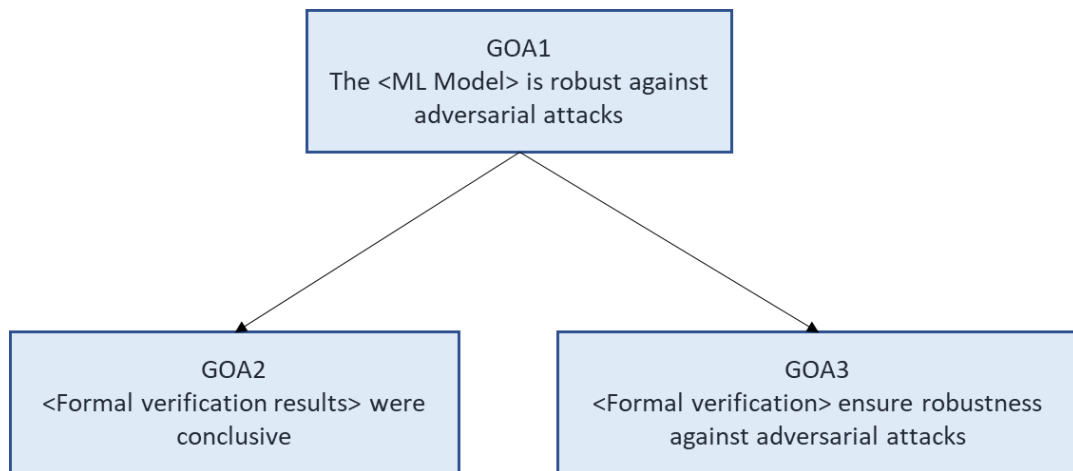 GOA1
The <ML Model> is robust against
adversarial attacks
GOA2
<Formal verification results> were
conclusive
GOA3
<Formal verification> ensure robustness
against adversarial attacks